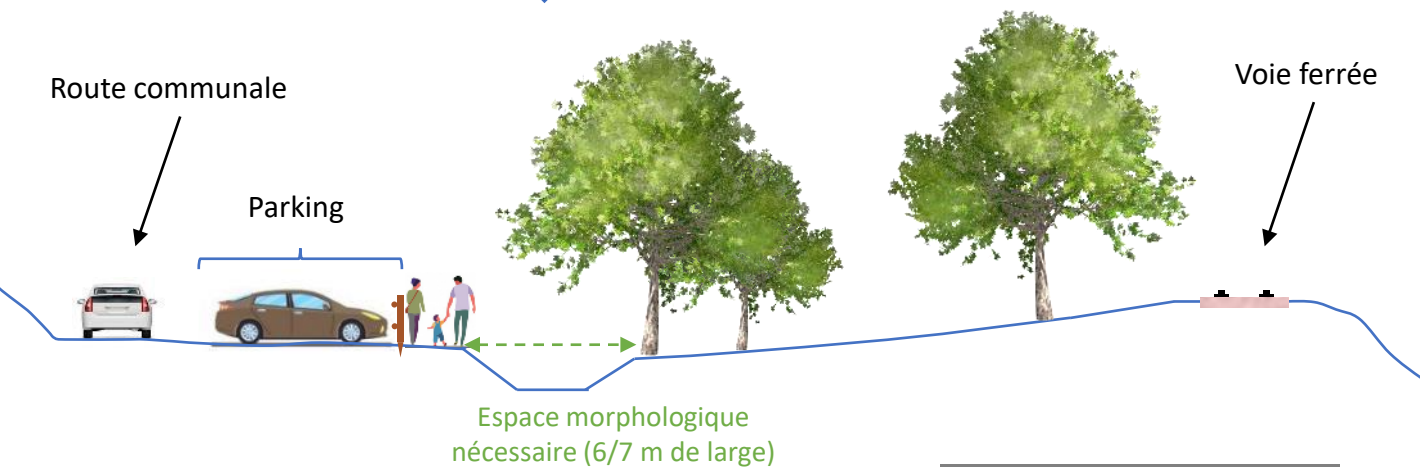 Route communale
Voie ferrée
Parking
Espace morphologique
nécessaire (6/7 m de large)